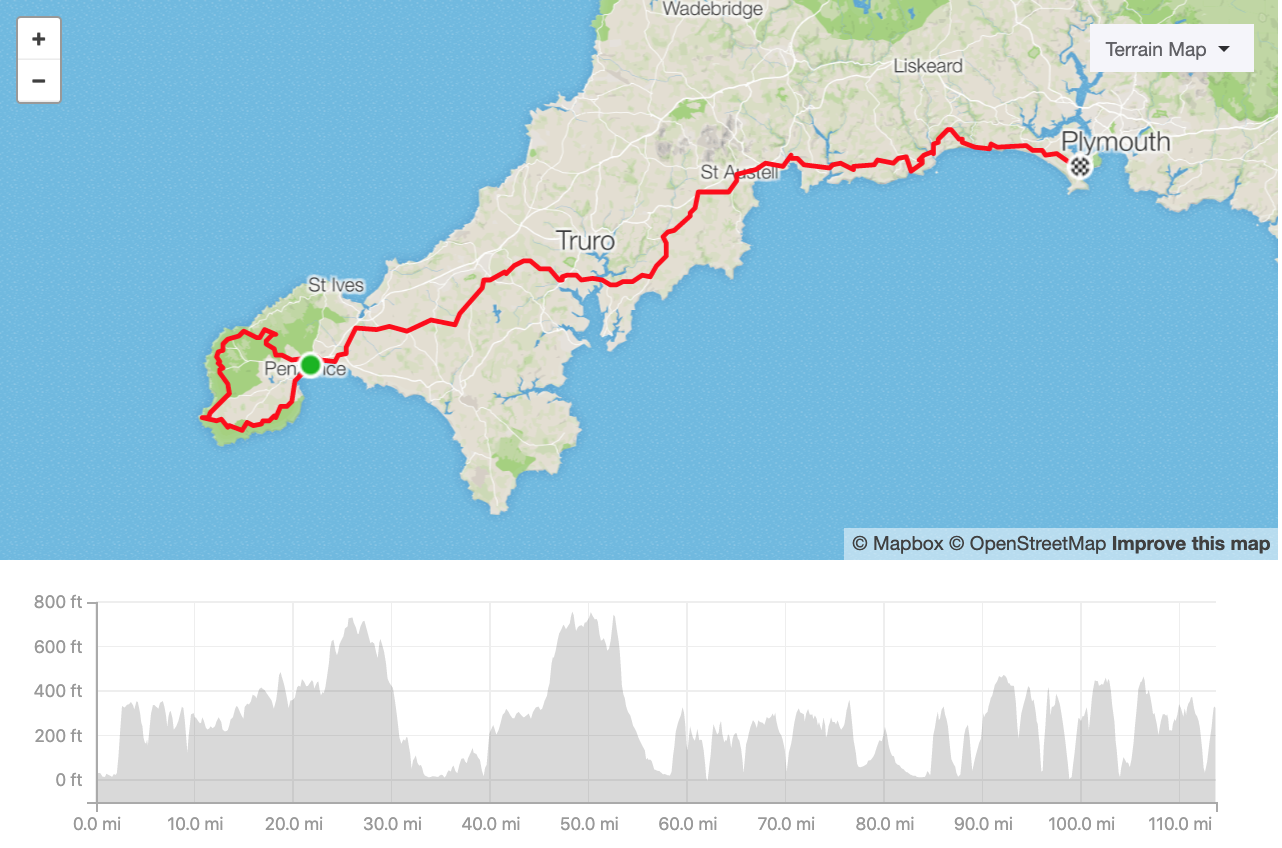 Wadebridge
+
Terrain Map
Liskeard
−
Plymouth
St Austell
Truro
St Ives
Pen nce
© Mapbox © OpenStreetMap Improve this map
800 ft
600 ft
400 ft
200 ft
0 ft
0.0 mi 10.0 mi 20.0 mi 30.0 mi 40.0 mi 50.0 mi 60.0 mi 70.0 mi 80.0 mi 90.0 mi 100.0 mi 110.0 mi